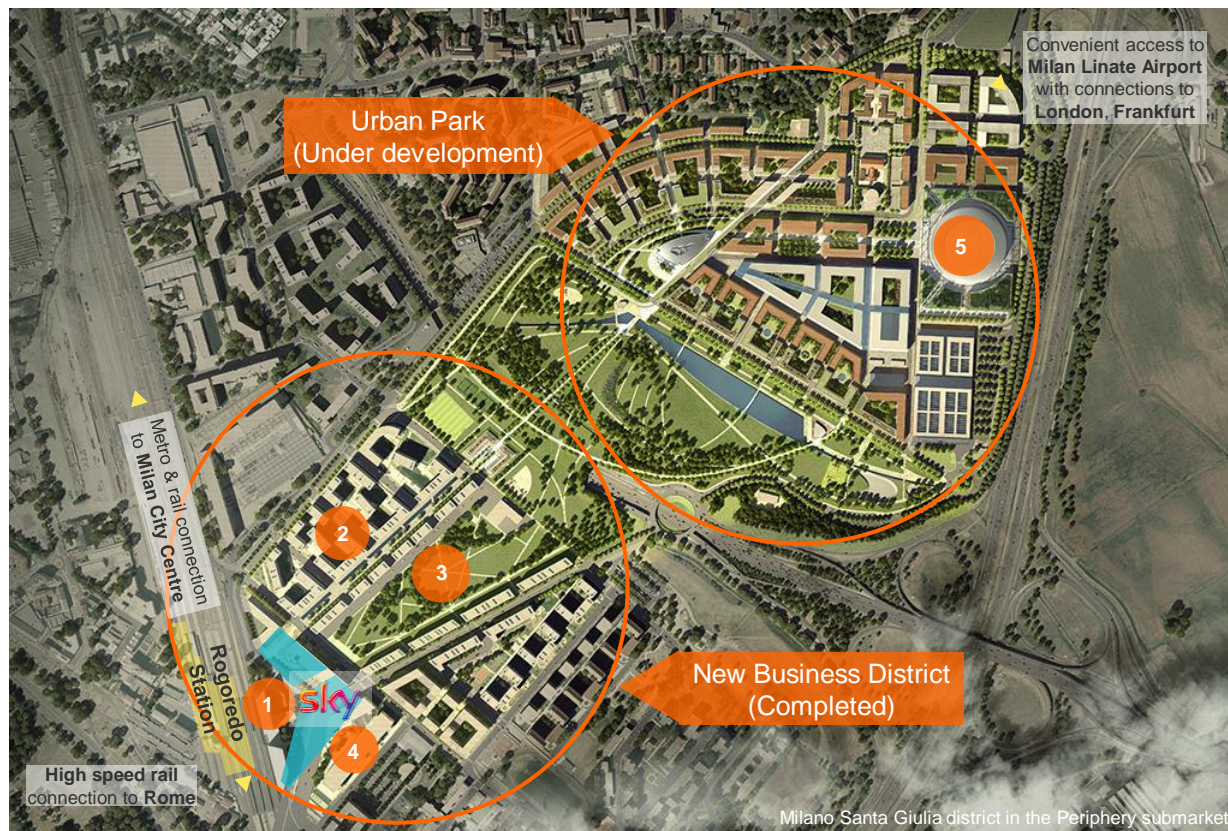 Convenient access to
Milan Linate Airport
with connections to
London, Frankfurt
Urban Park
(Under development)
5
Metro & rail connection
to Milan City Centre
2
3
Rogoredo
Station
1
sky
4
New Business District
(Completed)
High speed rail
connection to Rome
Milano Santa Giulia district in the Periphery submarket